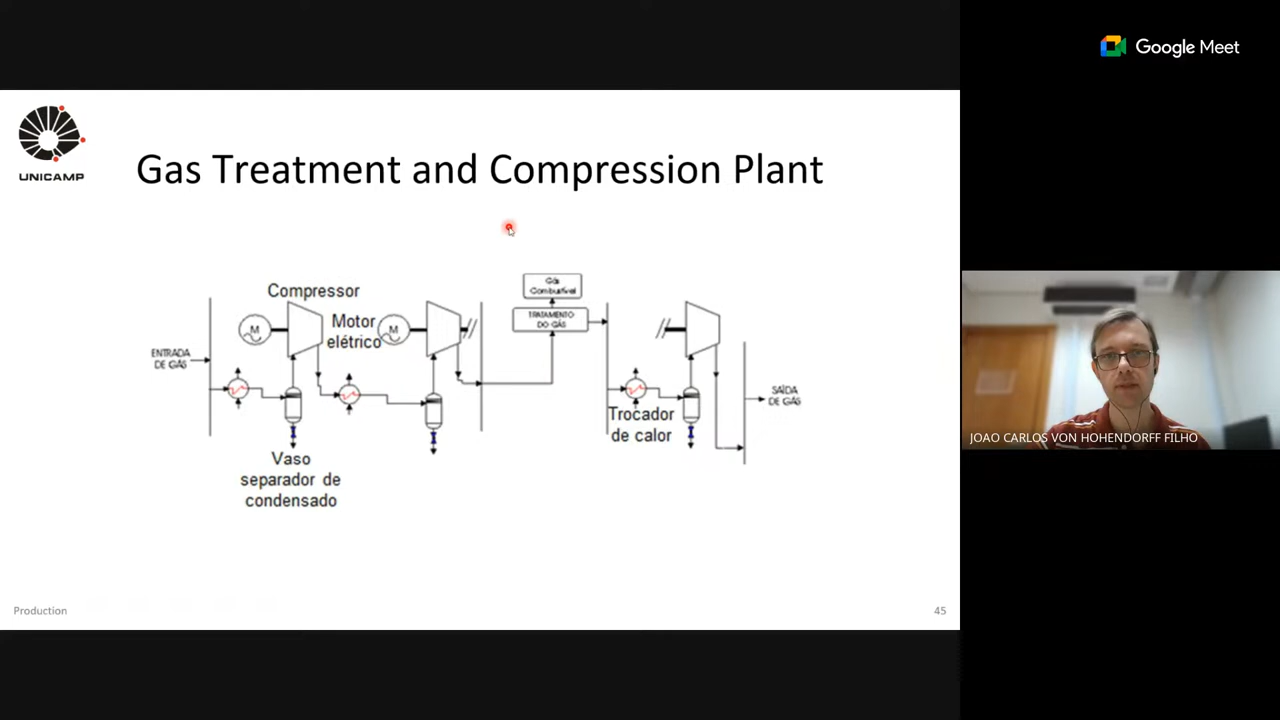 Google Meet
UNICAMP
Gas Treatment and Compression Plant
Compressor
Gás
Combustível
M
Motor
elétrico
M
TRATAMENTO
DO GÁS
ENTRADA
DE GÁS
SAÍDA
DE GÁS
Trocador
de calor
Vaso
separador de
condensado
JOAO CARLOS VON HOHENDORFF FILHO
Production
45